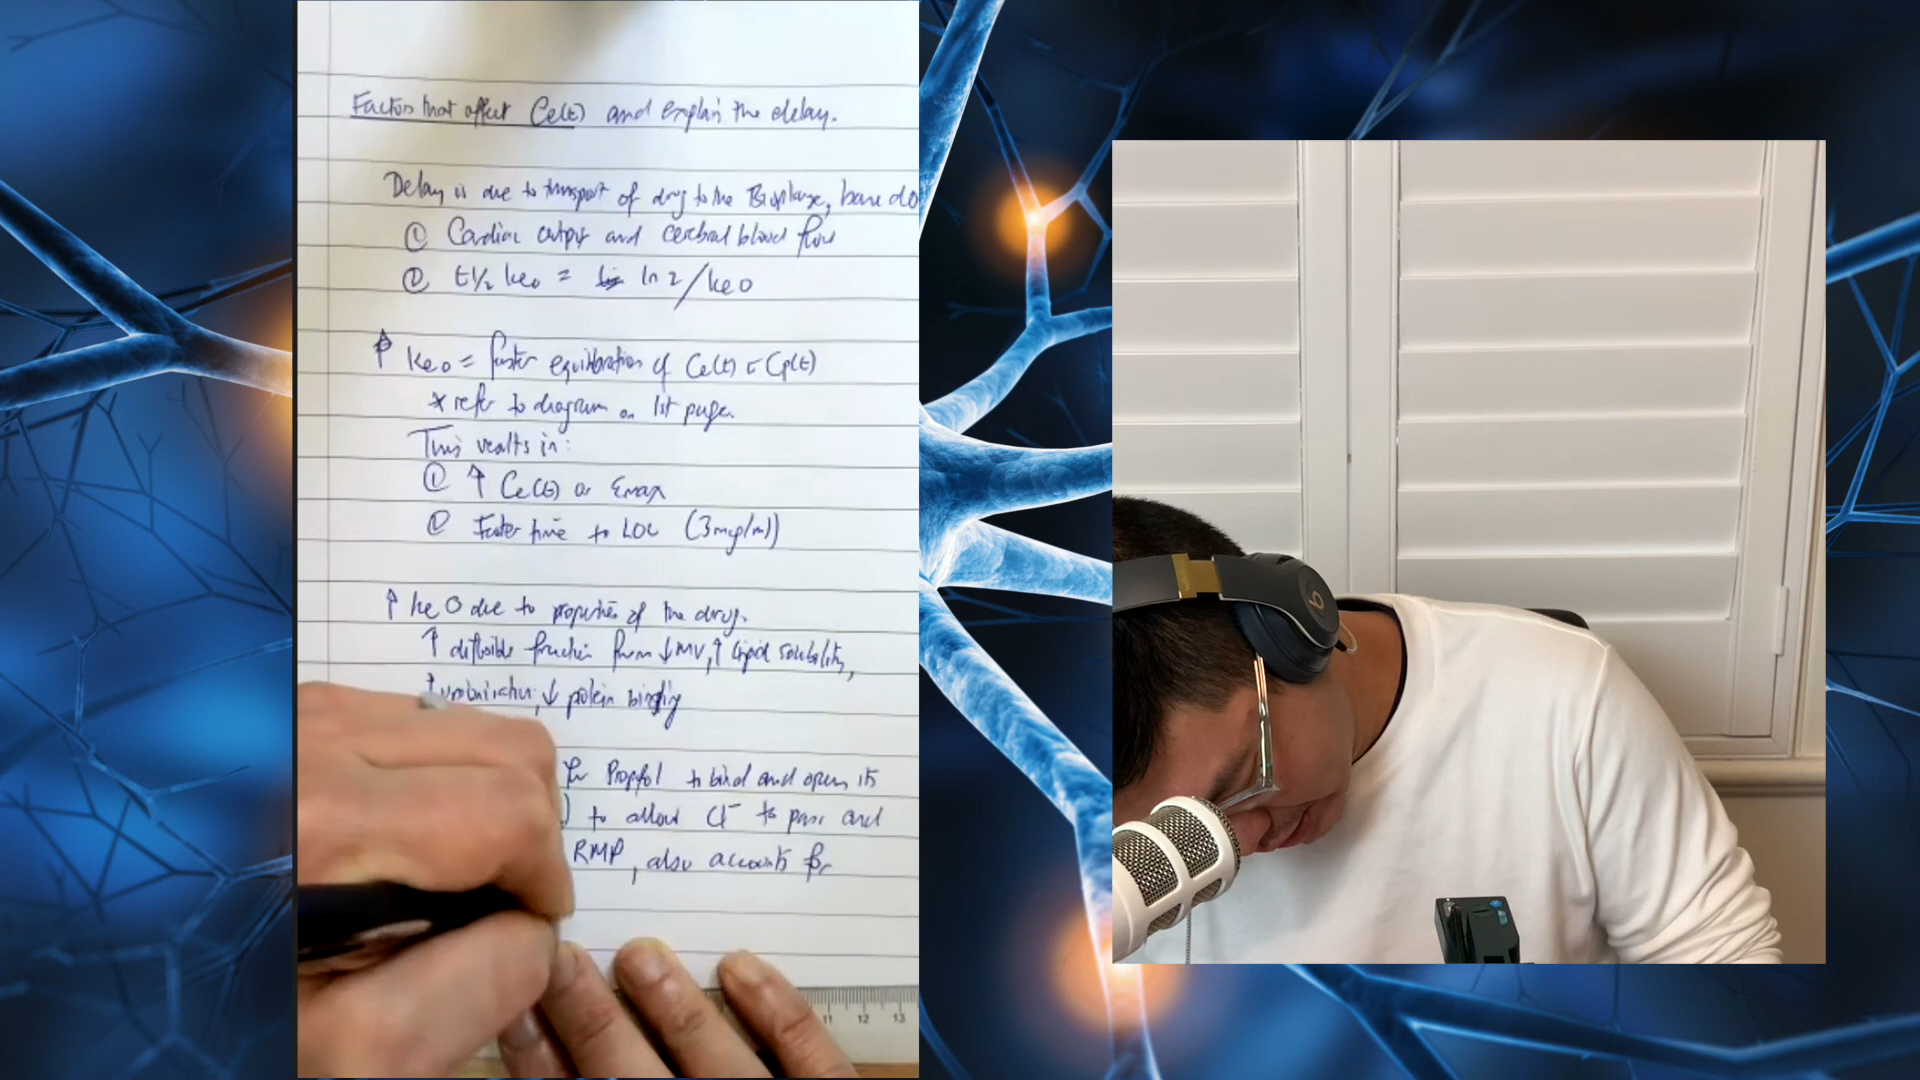 Factors that affect Ce(t) and explain the delay.
Delay is due to transport of drug to the Biophase, based o
① Cardiac output and cerebral blood flow
② t1/2 keo = ln 2/keo
↑ keo = faster equilibration of Ce(t) c Cp(t)
* refer to diagram on 1st page.
This results in:
① ↑ Ce(t) or Emax
② Faster time to LOC (3mcg/ml)
↑ keO due to properties of the drug.
↑ diffusible fraction from ↓MW, ↑ lipid solubility,
↓ protein binding
for Propofol to bind and open its
) to allow Cl⁻ to pass and
RMP, also accounts for
11 12 13